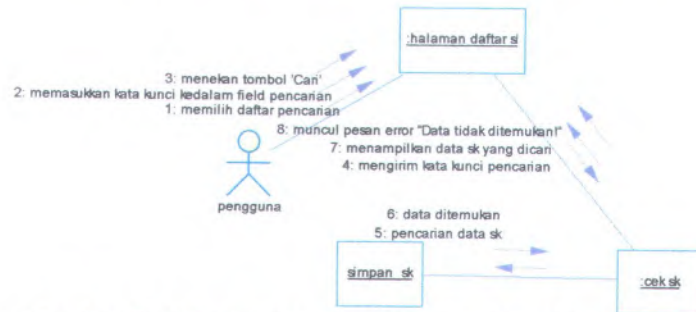 :halaman daftar sk
3: menekan tombol 'Cari'
2: memasukkan kata kunci kedalam field pencarian
1: memilih daftar pencarian
8: muncul pesan error "Data tidak ditemukan!"
7: menampilkan data sk yang dicari
4: mengirim kata kunci pencarian
pengguna
6: data ditemukan
5: pencarian data sk
simpan_sk
:cek sk